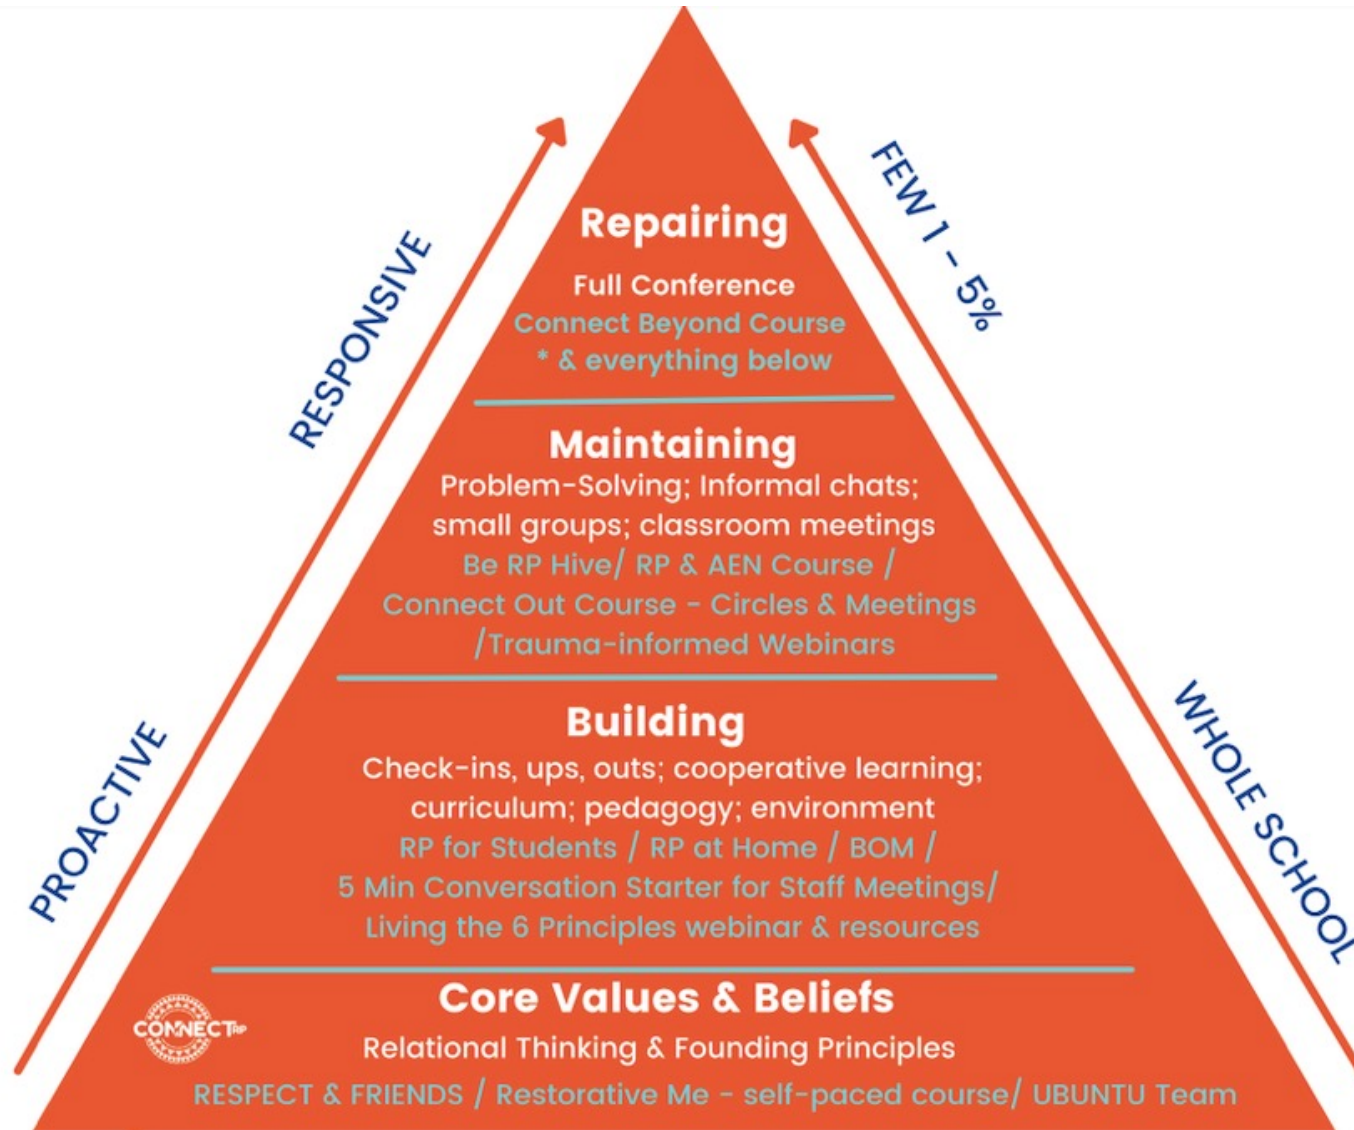 Repairing
Full Conference
Connect Beyond Course
* & everything below
Maintaining
Problem-Solving; Informal chats;
small groups; classroom meetings
Be RP Hive/ RP & AEN Course /
Connect Out Course - Circles & Meetings
/Trauma-informed Webinars
Building
Check-ins, ups, outs; cooperative learning;
curriculum; pedagogy; environment
RP for Students / RP at Home / BOM /
5 Min Conversation Starter for Staff Meetings/
Living the 6 Principles webinar & resources
Core Values & Beliefs
Relational Thinking & Founding Principles
RESPECT & FRIENDS / Restorative Me - self-paced course/ UBUNTU Team
RESPONSIVE
PROACTIVE
FEW 1 - 5%
WHOLE SCHOOL
CONNECT RP